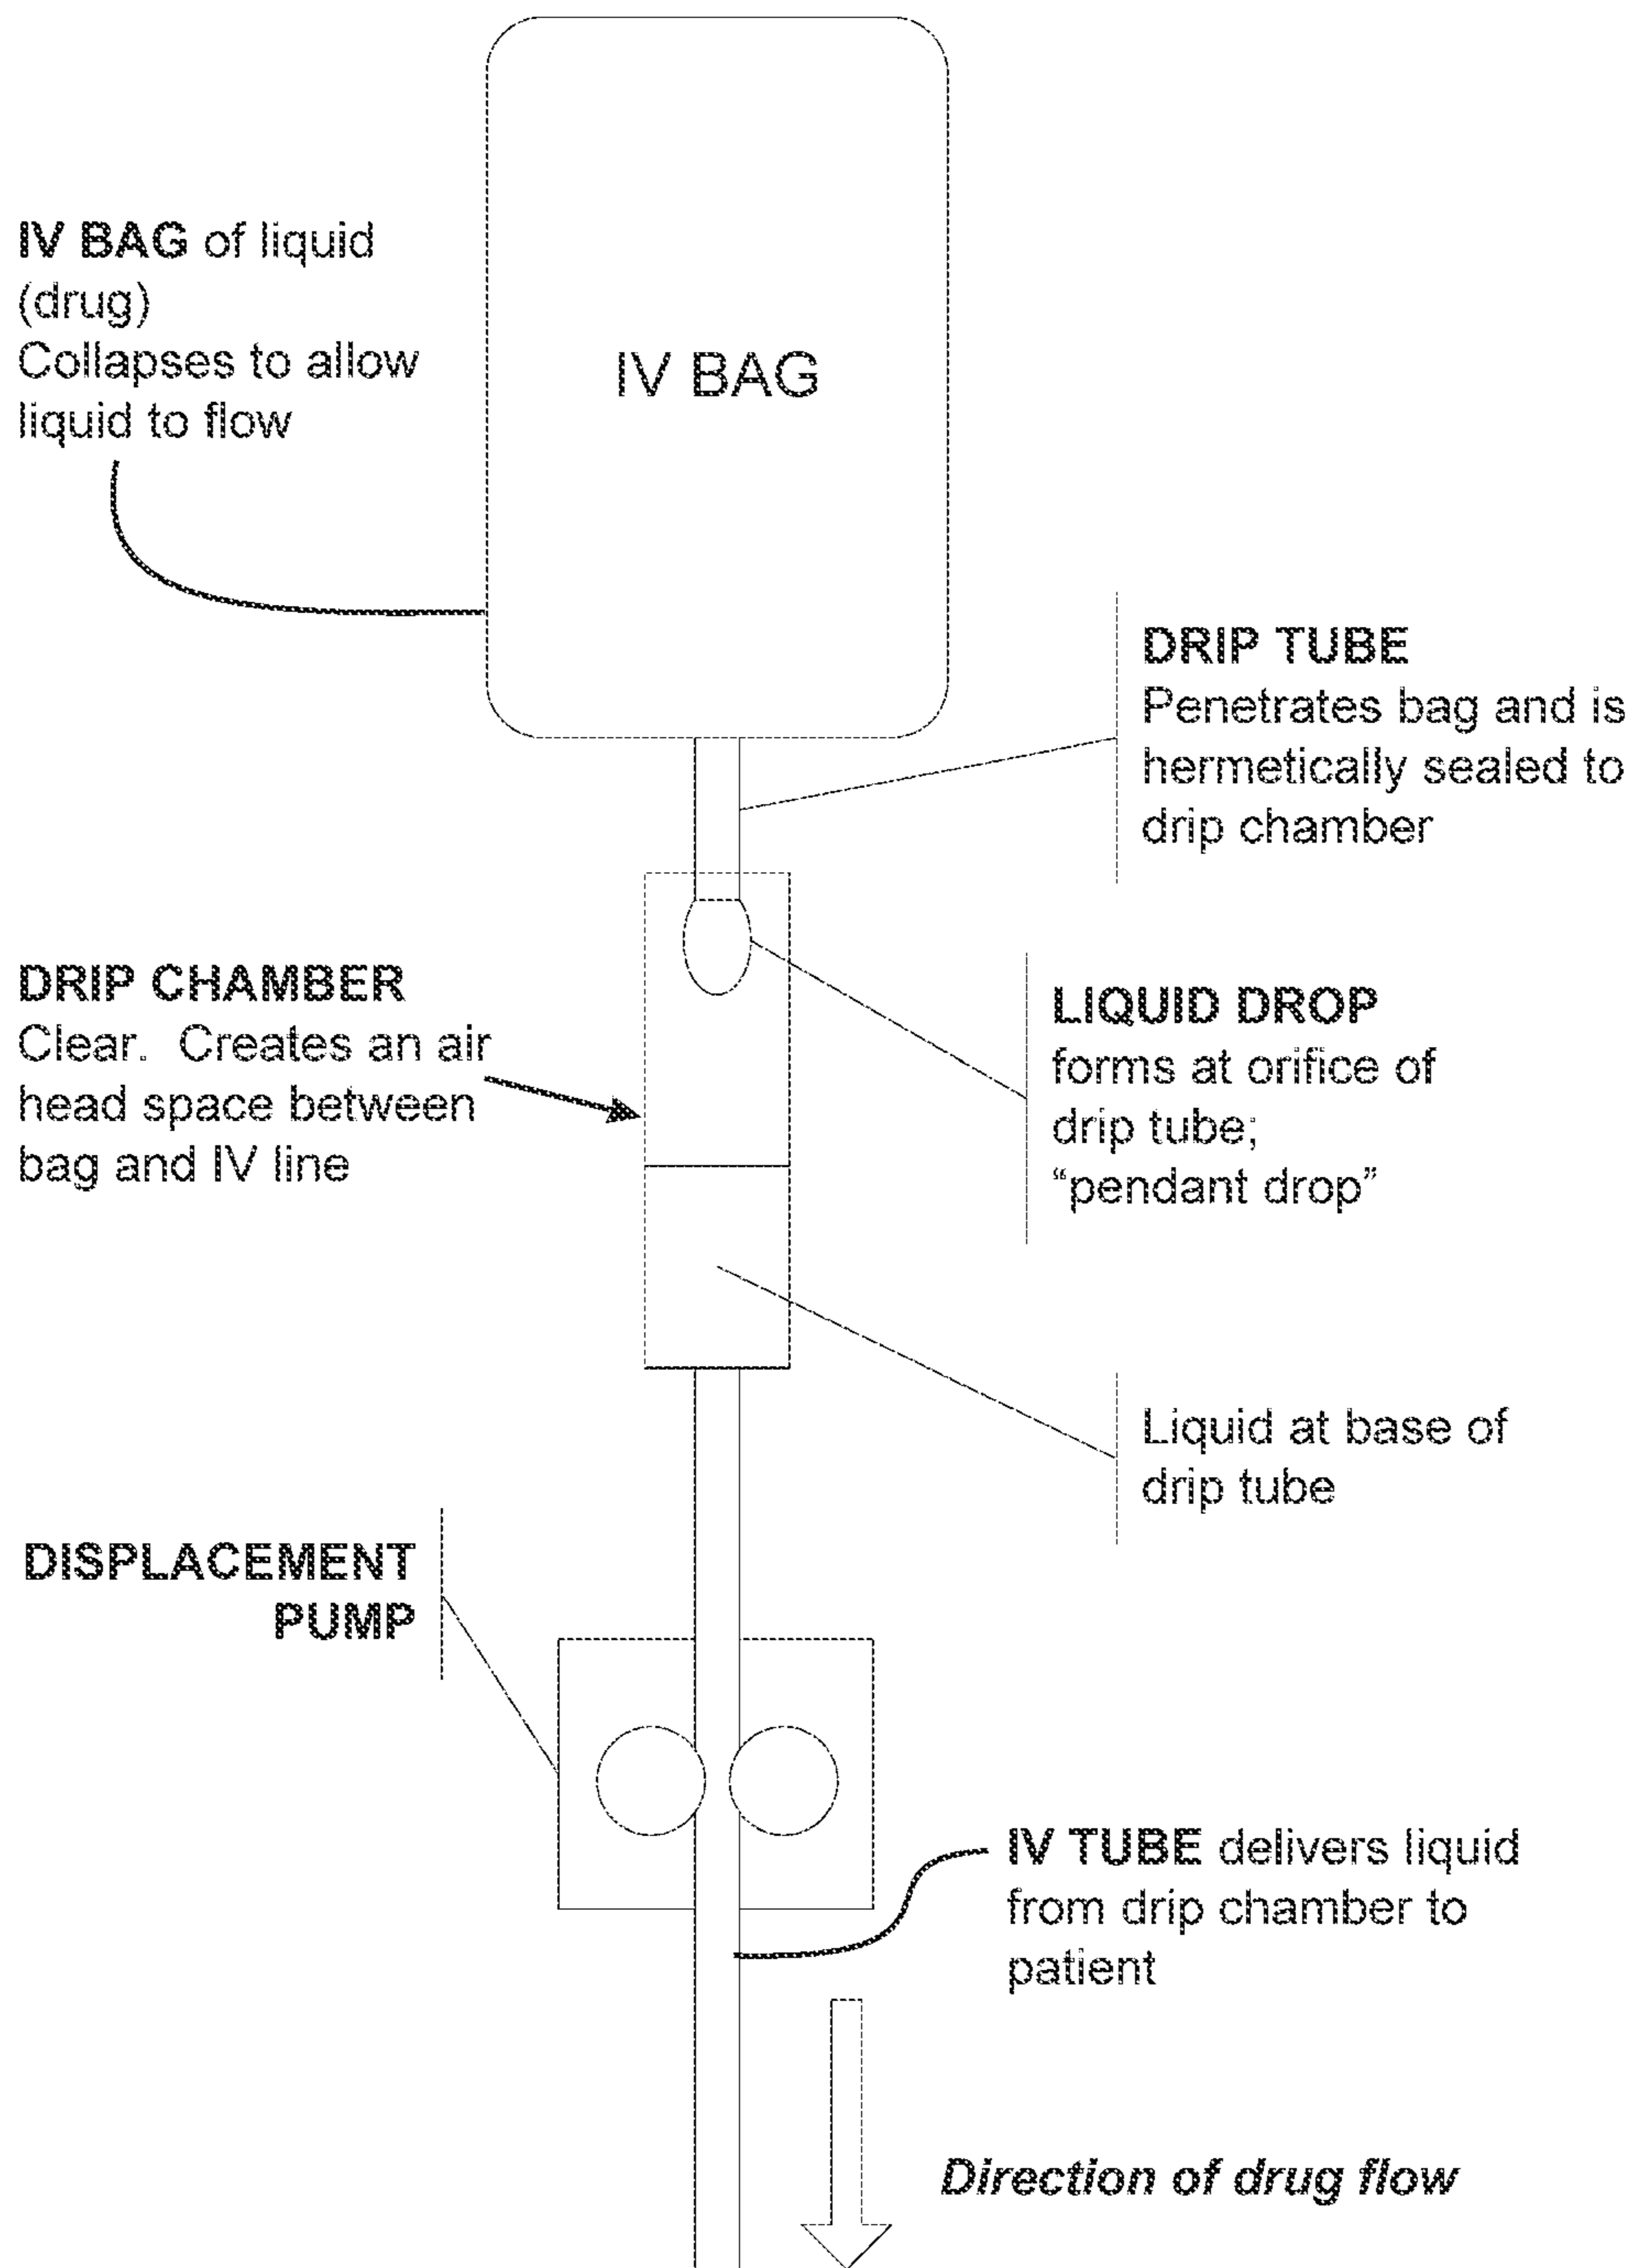 IV BAG of liquid
(drug)
Collapses to allow
liquid to flow
IV BAG
DRIP TUBE
Penetrates bag and is
hermetically sealed to
drip chamber
DRIP CHAMBER
Clear.  Creates an air
head space between
bag and IV line
LIQUID DROP
forms at orifice of
drip tube;
“pendant drop”
Liquid at base of
drip tube
DISPLACEMENT
PUMP
IV TUBE delivers liquid
from drip chamber to
patient
Direction of drug flow